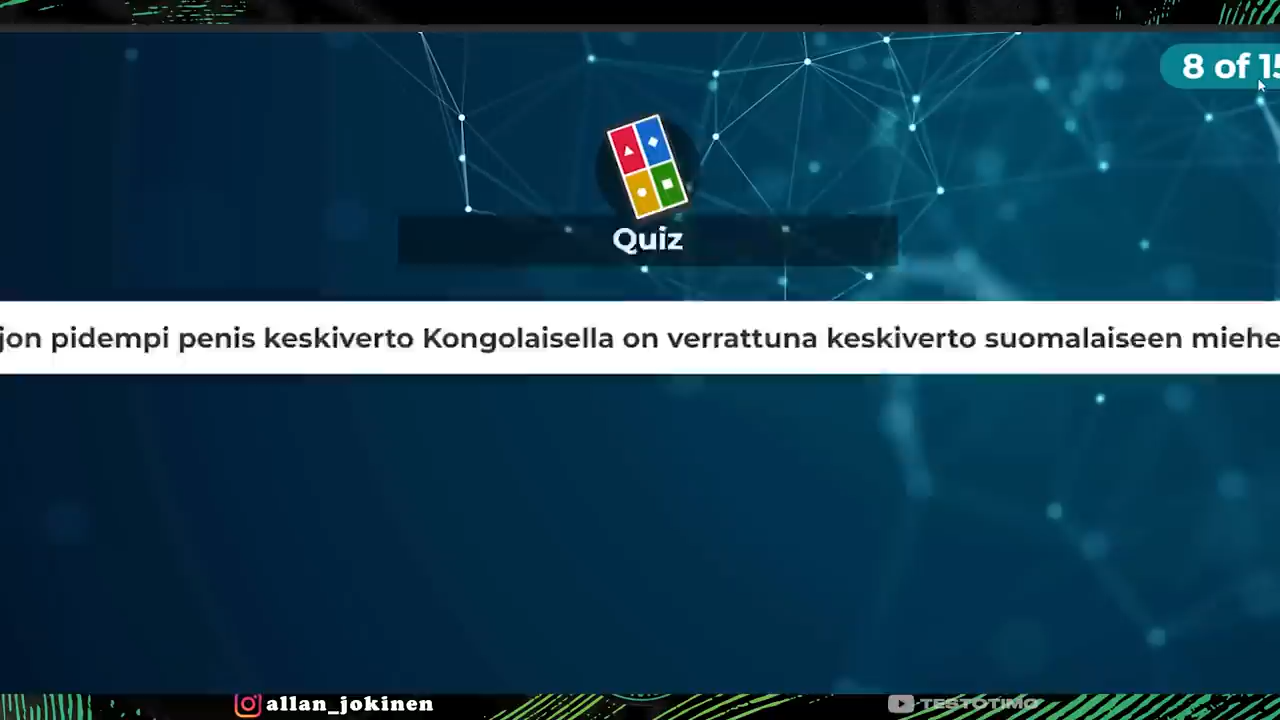 8 of 15
Quiz
jon pidempi penis keskiverto Kongolaisella on verrattuna keskiverto suomalaiseen miehe
allan_jokinen
TESTOTIMO